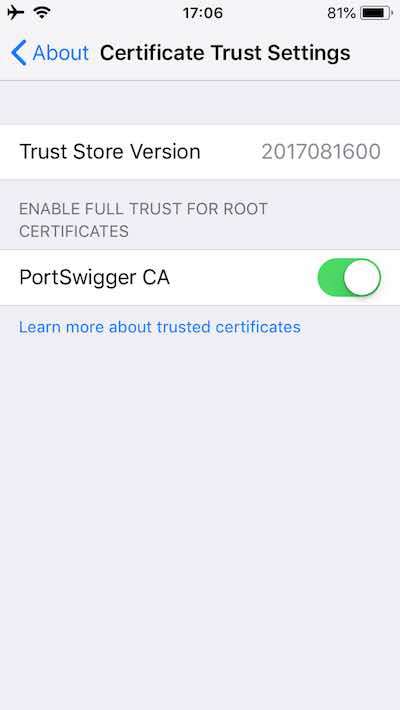 17:06 81%
About Certificate Trust Settings
Trust Store Version 2017081600
ENABLE FULL TRUST FOR ROOT
CERTIFICATES
PortSwigger CA
Learn more about trusted certificates